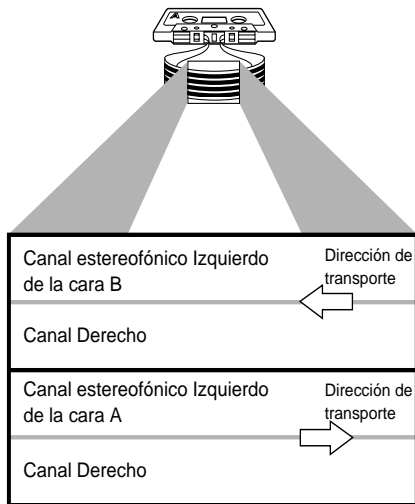 A
Canal estereofónico Izquierdo
de la cara B
Dirección de
transporte
Canal Derecho
Canal estereofónico Izquierdo
de la cara A
Dirección de
transporte
Canal Derecho